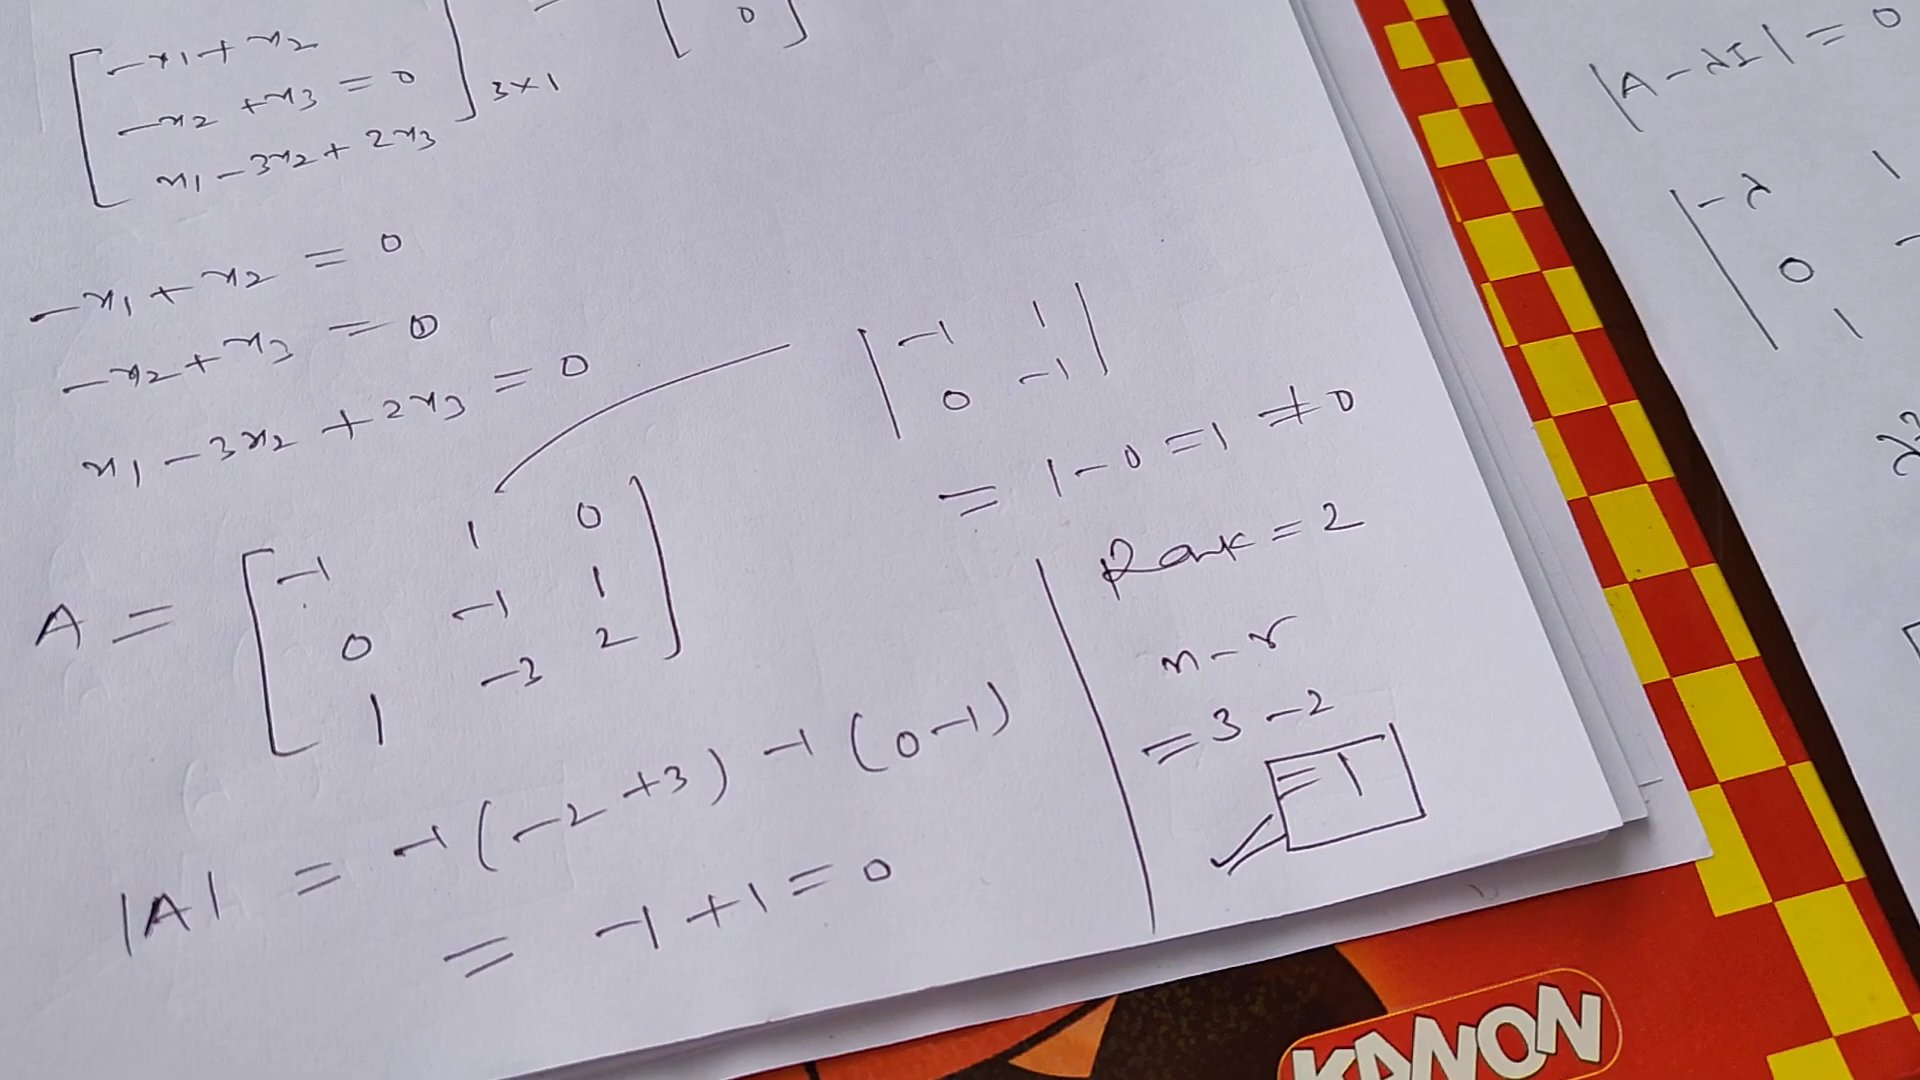 0
-x1 + x2
-x2 + x3 = 0
x1 - 3x2 + 2x3
3×1
-x1 + x2 = 0
-x2 + x3 = 0
x1 - 3x2 + 2x3 = 0
A = [-1 1 0
0 -1 1
1 -3 2]
|A| = -1(-2+3) -1(0-1)
= -1+1 = 0
|-1 1
0 -1|
= 1-0 = 1 ≠ 0
Rank = 2
n-r
= 3-2
= 1
|A-λI| = 0
|-λ 1
0 -
1
KANON